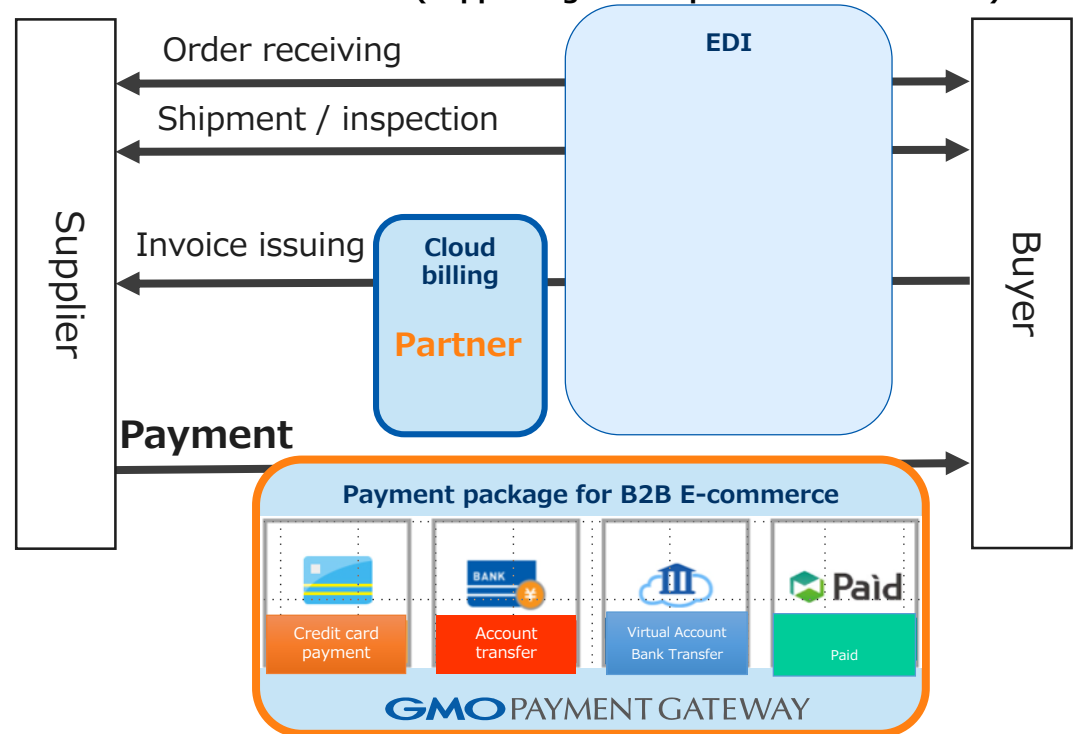 EDI
Order receiving
Shipment / inspection
Supplier
Buyer
Invoice issuing
Cloud
billing
Partner
Payment
Payment package for B2B E-commerce
BANK
¥
Paid
Credit card
payment
Account
transfer
Virtual Account
Bank Transfer
Paid
GMO PAYMENT GATEWAY